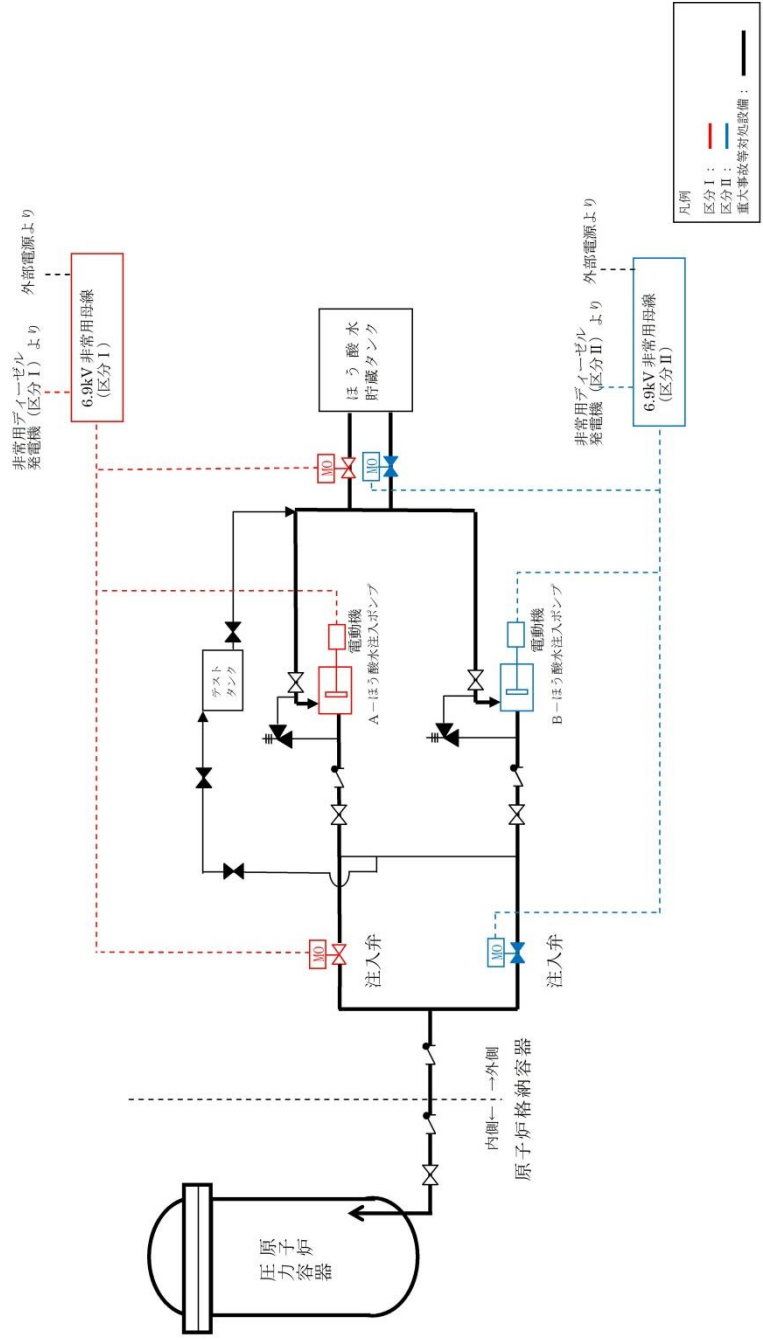 非常用ディーゼル
発電機（区分Ⅰ）より
外部電源より
6.9kV 非常用母線
（区分Ⅰ）
MO
MO
ほう酸水
貯蔵タンク
テスト
タンク
電動機
A－ほう酸水注入ポンプ
電動機
B－ほう酸水注入ポンプ
MO
注入弁
MO
注入弁
内側← →外側
原子炉格納容器
原子炉
圧力容器
非常用ディーゼル
発電機（区分Ⅱ）より
外部電源より
6.9kV 非常用母線
（区分Ⅱ）
凡例
区分Ⅰ：
区分Ⅱ：
重大事故等対処設備：